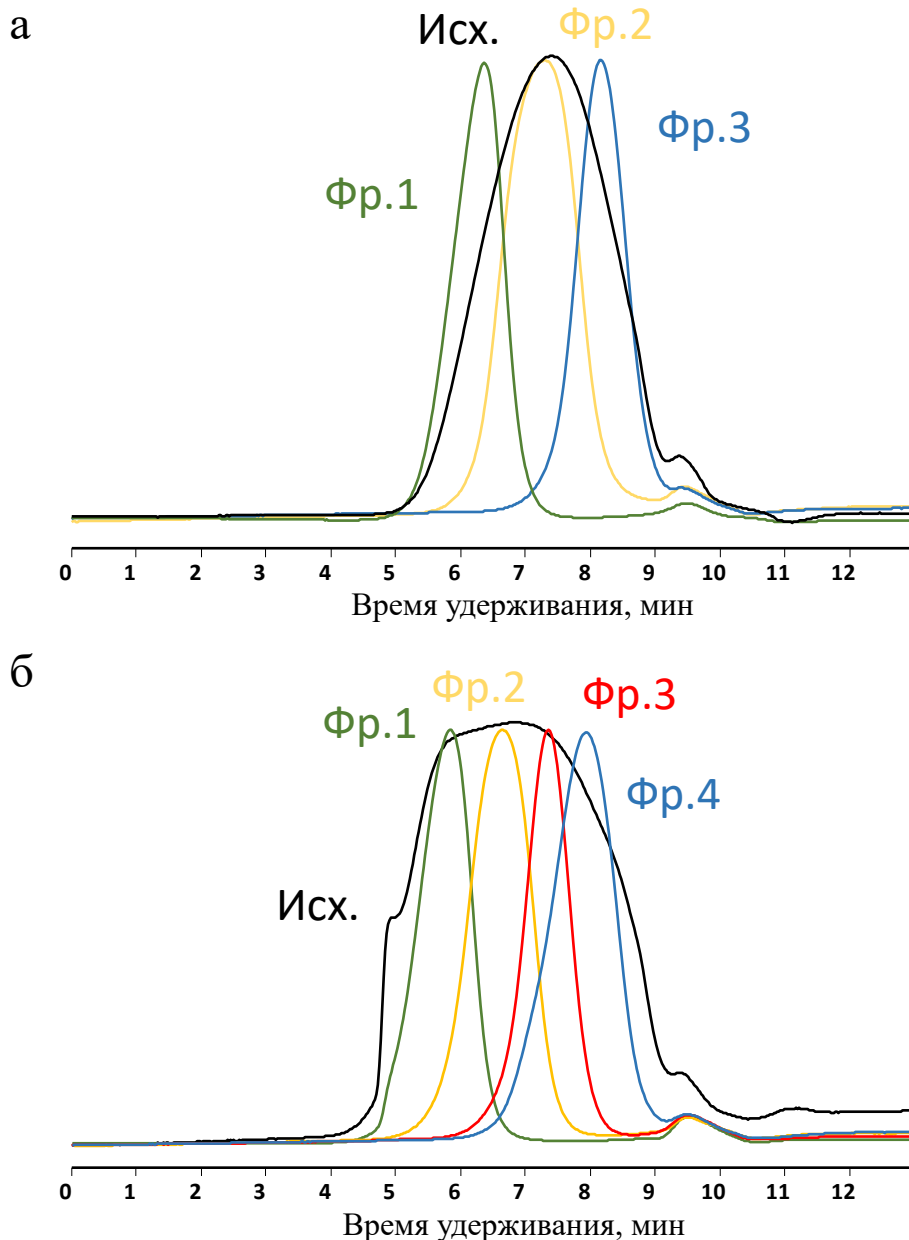 а
Исх. Фр.2
Фр.3
Фр.1
0 1 2 3 4 5 6 7 8 9 10 11 12
Время удерживания, мин
б
Фр.2 Фр.3
Фр.1
Фр.4
Исх.
0 1 2 3 4 5 6 7 8 9 10 11 12
Время удерживания, мин